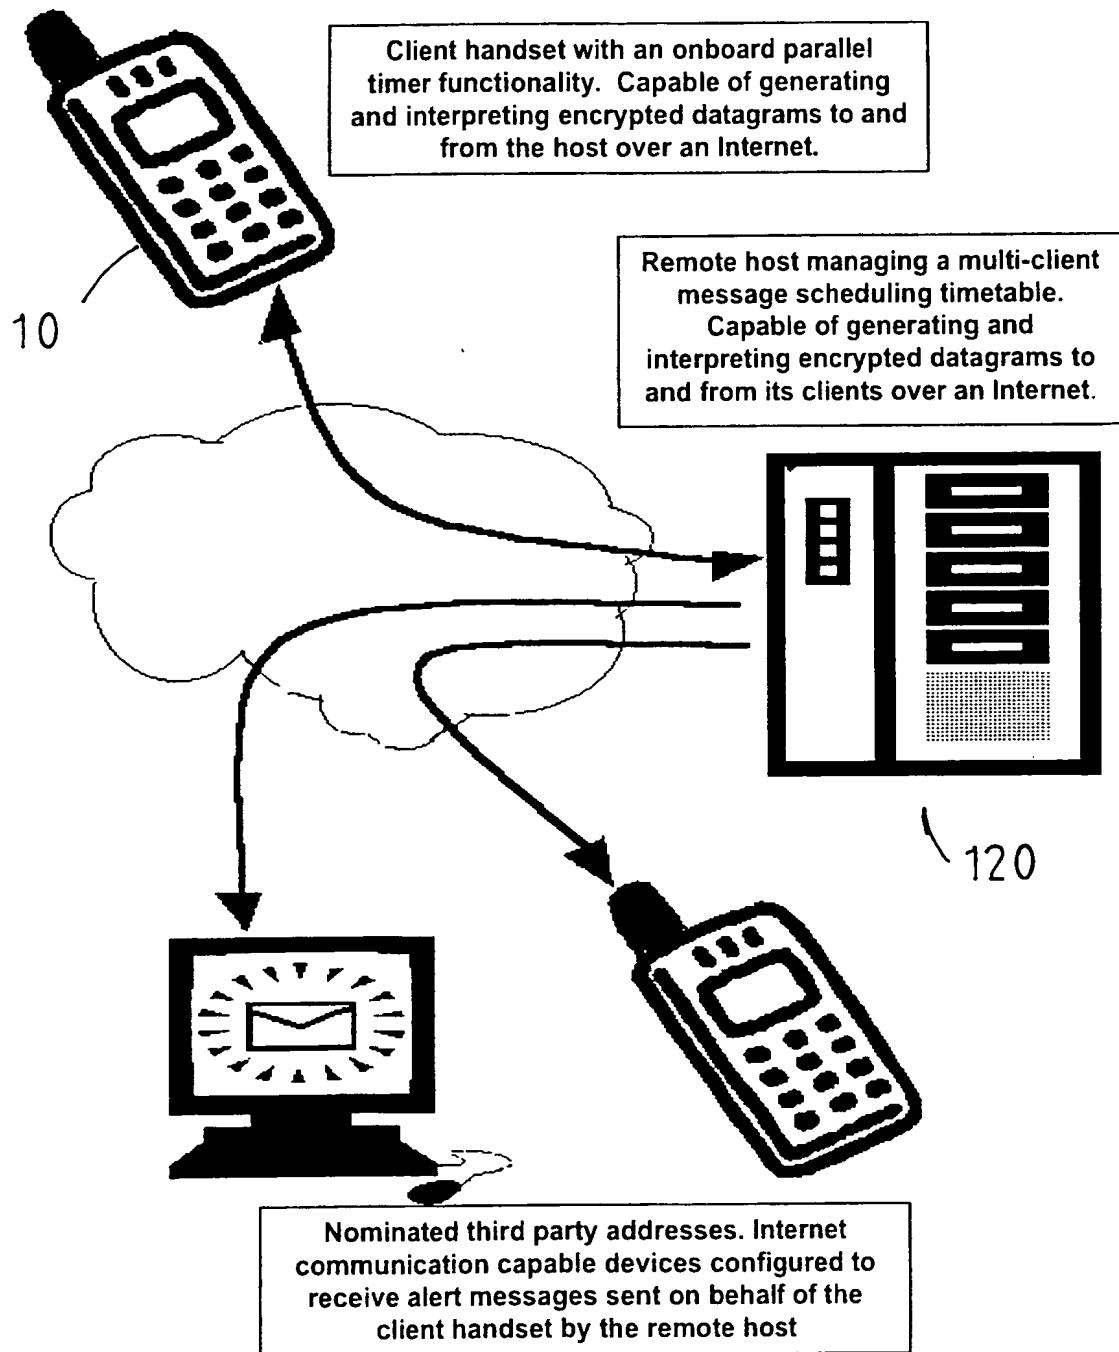 Client handset with an onboard parallel
timer functionality. Capable of generating
and interpreting encrypted datagrams to and
from the host over an Internet.
10
Remote host managing a multi-client
message scheduling timetable.
Capable of generating and
interpreting encrypted datagrams to
and from its clients over an Internet.
120
Nominated third party addresses. Internet
communication capable devices configured to
receive alert messages sent on behalf of the
client handset by the remote host